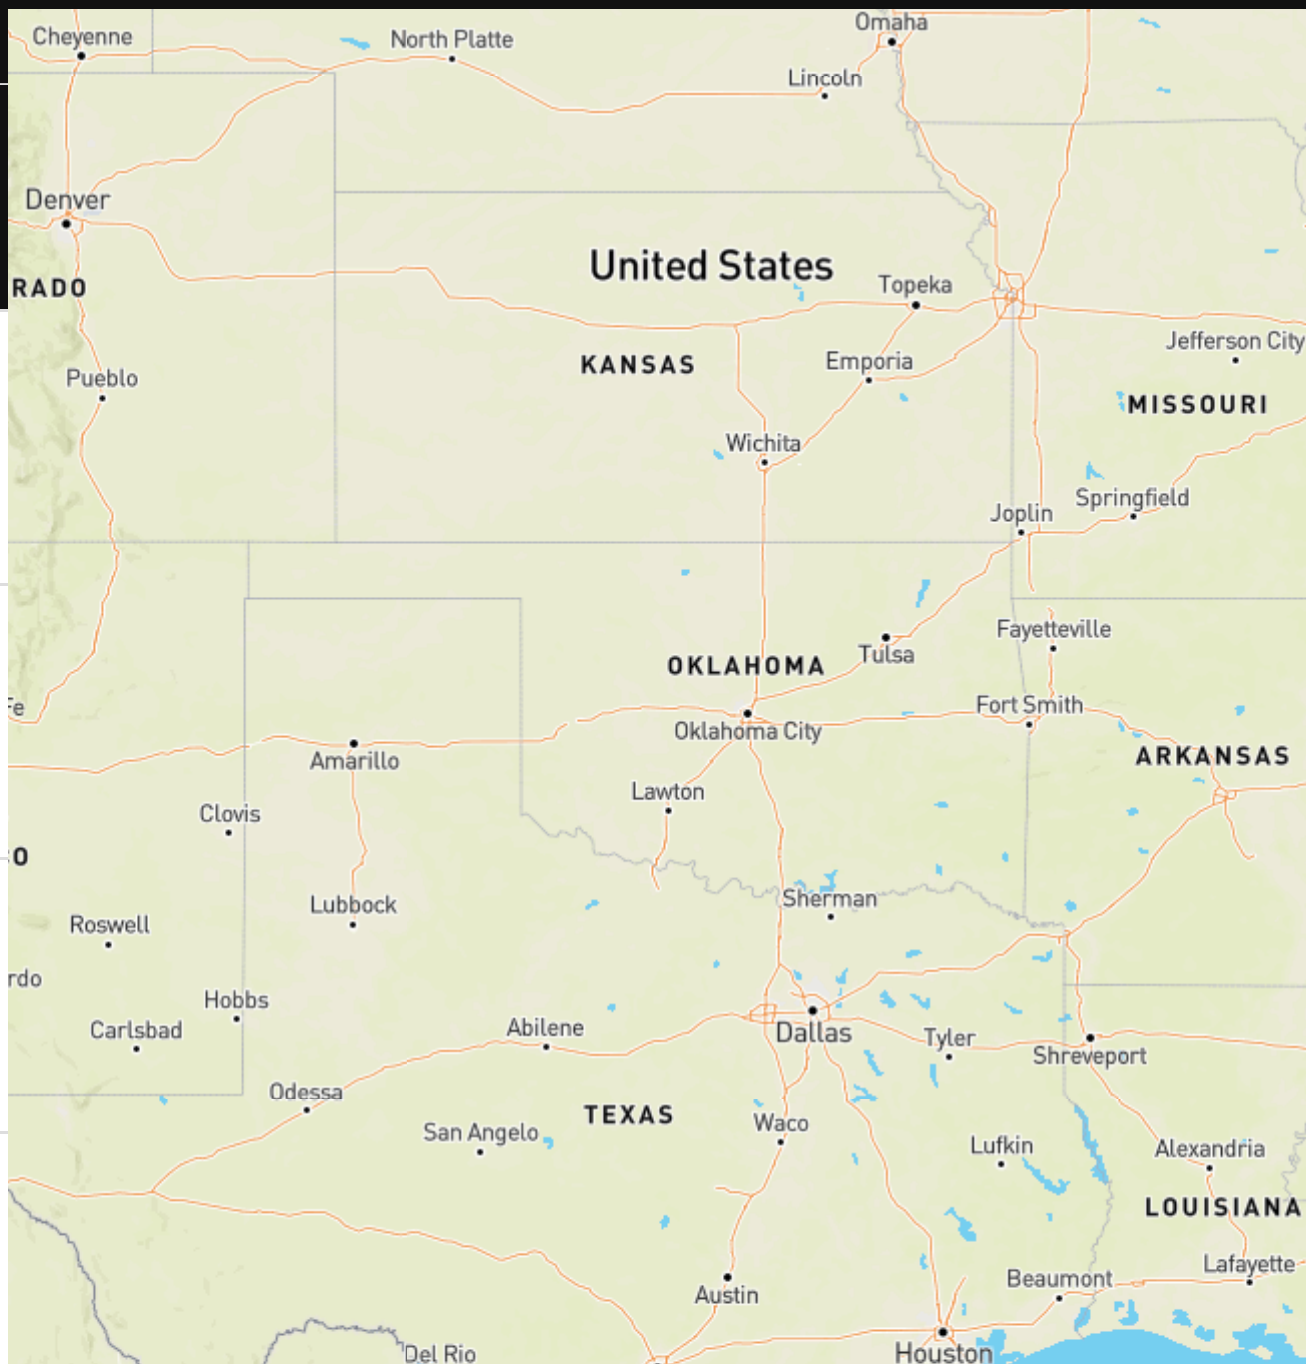 Omaha
Cheyenne
North Platte
Lincoln
Denver
United States
Topeka
RADO
Jefferson City
KANSAS
Emporia
Pueblo
MISSOURI
Wichita
Springfield
Joplin
Fayetteville
OKLAHOMA
Tulsa
Fe
Fort Smith
Oklahoma City
ARKANSAS
Amarillo
Lawton
Clovis
O
Sherman
Lubbock
Roswell
rdo
Hobbs
Abilene
Carlsbad
Dallas
Tyler
Shreveport
Odessa
TEXAS
Waco
San Angelo
Lufkin
Alexandria
LOUISIANA
Lafayette
Beaumont
Austin
Del Rio
Houston